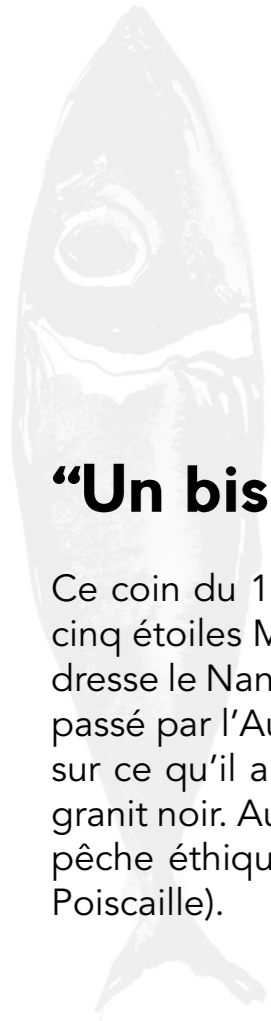 “Un bis
Ce coin du 1
cinq étoiles M
dresse le Nan
passé par l’Au
sur ce qu’il a
granit noir. Au
pêche éthiqu
Poiscaille).